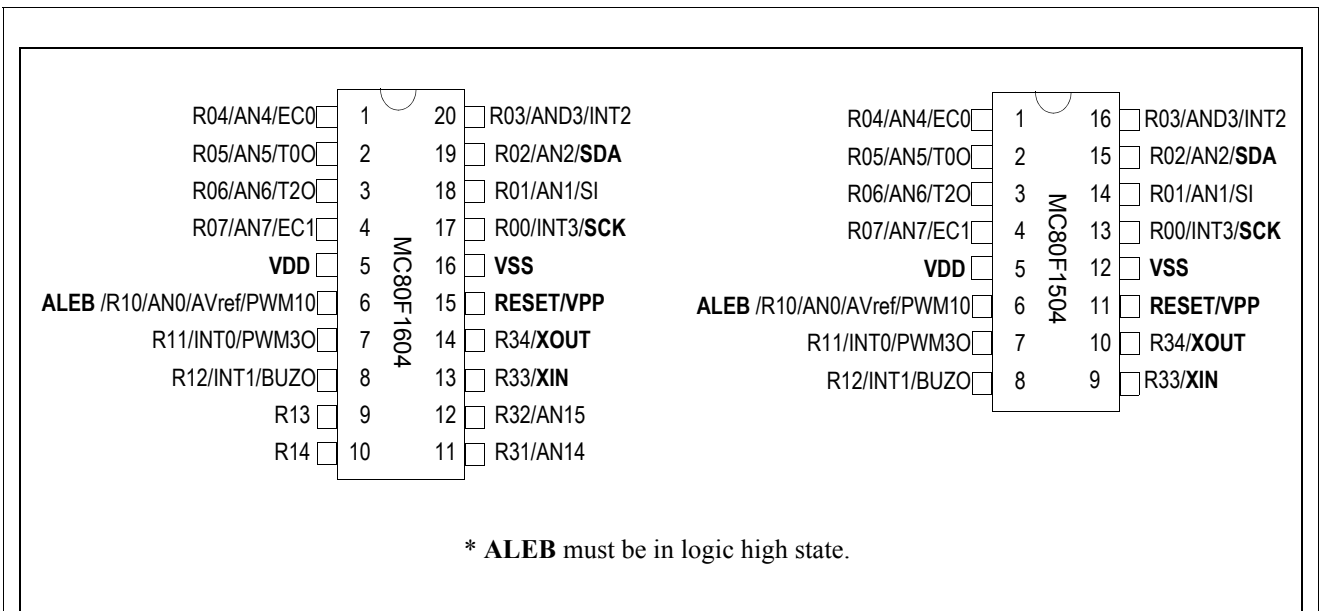 R04/AN4/EC0 1 20 R03/AND3/INT2
R05/AN5/T0O 2 19 R02/AN2/SDA
R06/AN6/T2O 3 18 R01/AN1/SI
R07/AN7/EC1 4 17 R00/INT3/SCK
VDD 5 16 VSS
ALEB /R10/AN0/AVref/PWM10 6 15 RESET/VPP
R11/INT0/PWM3O 7 14 R34/XOUT
R12/INT1/BUZO 8 13 R33/XIN
R13 9 12 R32/AN15
R14 10 11 R31/AN14
MC80F1604
R04/AN4/EC0 1 16 R03/AND3/INT2
R05/AN5/T0O 2 15 R02/AN2/SDA
R06/AN6/T2O 3 14 R01/AN1/SI
R07/AN7/EC1 4 13 R00/INT3/SCK
VDD 5 12 VSS
ALEB /R10/AN0/AVref/PWM10 6 11 RESET/VPP
R11/INT0/PWM3O 7 10 R34/XOUT
R12/INT1/BUZO 8 9 R33/XIN
MC80F1504
* ALEB must be in logic high state.